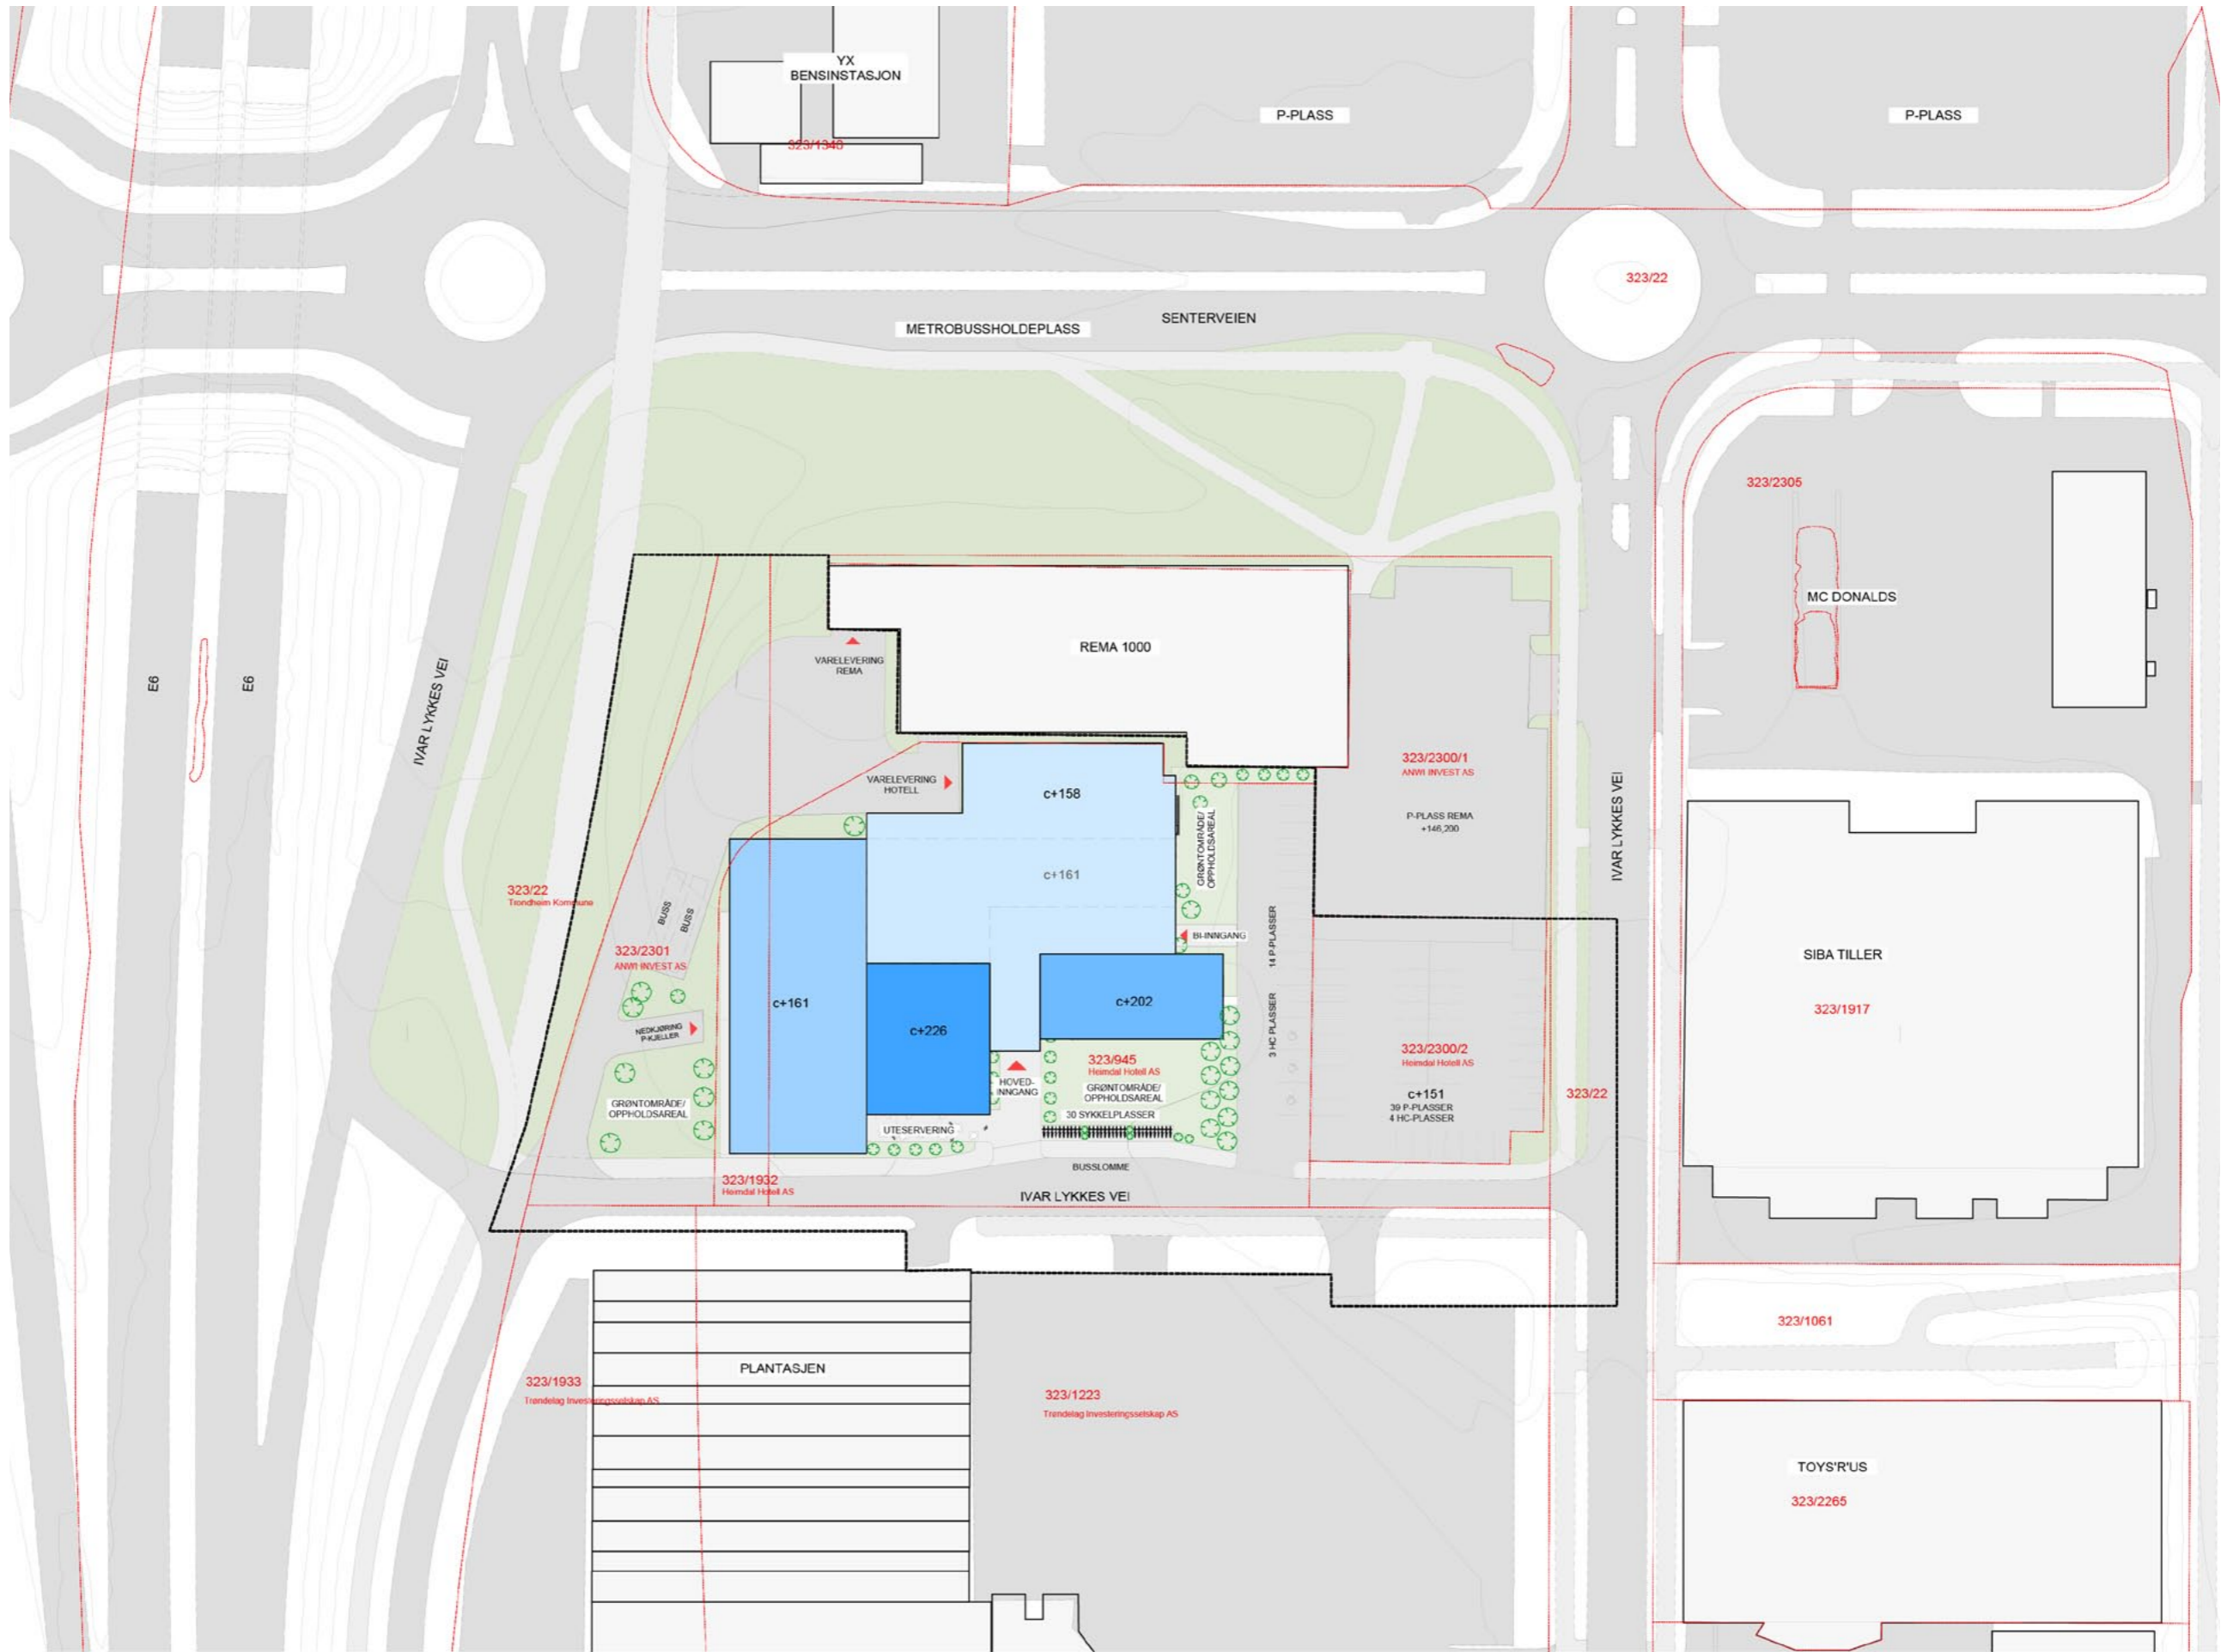 YX
BENSINSTASJON
323/1340
P-PLASS
P-PLASS
323/22
METROBUSSHOLDEPLASS
SENTERVEIEN
323/2305
MC DONALDS
E6
E6
IVAR LYKKES VEI
VARELEVERING
REMA
REMA 1000
VARELEVERING
HOTELL
c+158
c+161
GRØNTOMRÅDE/
OPPHOLDSAREAL
323/2300/1
ANWI INVEST AS
P-PLASS REMA
+146,200
IVAR LYKKES VEI
323/22
Trondheim Kommune
BUSS
BUSS
323/2301
ANWI INVEST AS
BI-INNGANG
14 P-PLASSER
3 HC PLASSER
SIBA TILLER
323/1917
c+161
c+226
c+202
NEDKJØRING
P-KJELLER
GRØNTOMRÅDE/
OPPHOLDSAREAL
HOVED-
INNGANG
323/945
Heimdal Hotell AS
GRØNTOMRÅDE/
OPPHOLDSAREAL
30 SYKKELPLASSER
UTESERVERING
323/2300/2
Heimdal Hotell AS
c+151
39 P-PLASSER
4 HC-PLASSER
323/22
BUSSLOMME
323/1932
Heimdal Hotell AS
IVAR LYKKES VEI
323/1061
PLANTASJEN
323/1933
Trøndelag Investeringsselskap AS
323/1223
Trøndelag Investeringsselskap AS
TOYS'R'US
323/2265